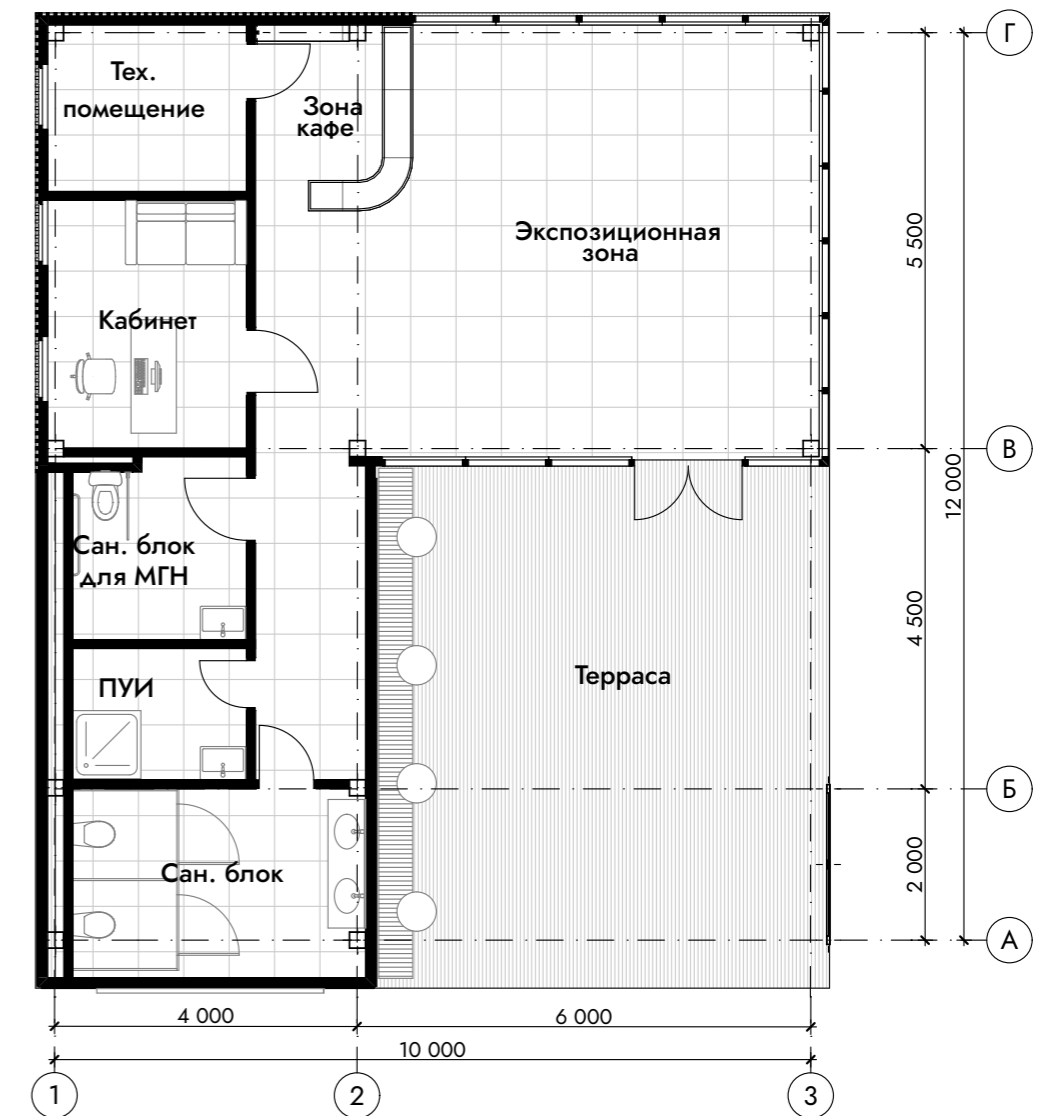 Г
Тех.
помещение
Зона
кафе
Экспозиционная
зона
5 500
Кабинет
В
12 000
Сан. блок
для МГН
4 500
ПУИ
Терраса
Б
Сан. блок
2 000
А
4 000
6 000
10 000
1
2
3